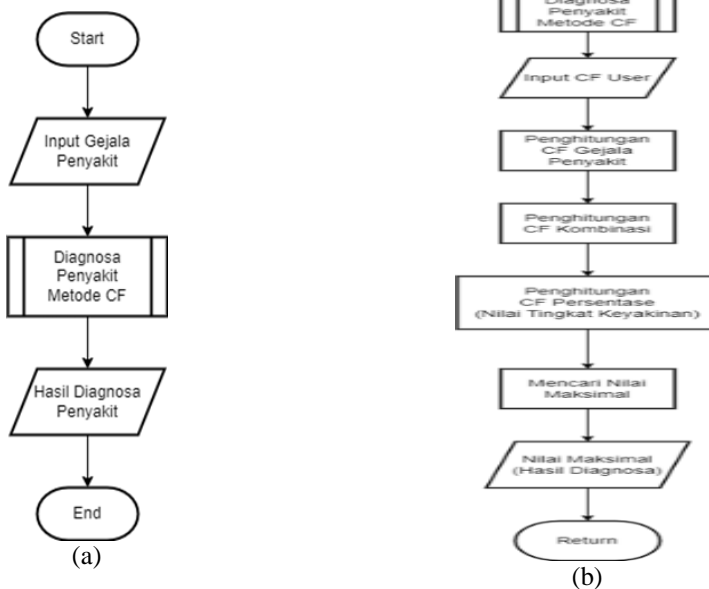 Start
Input Gejala
Penyakit
Diagnosa
Penyakit
Metode CF
Hasil Diagnosa
Penyakit
End
(a)
Diagnosa
Penyakit
Metode CF
Input CF User
Penghitungan
CF Gejala
Penyakit
Penghitungan
CF Kombinasi
Penghitungan
CF Persentase
(Nilai Tingkat Keyakinan)
Mencari Nilai
Maksimal
Nilai Maksimal
(Hasil Diagnosa)
Return
(b)